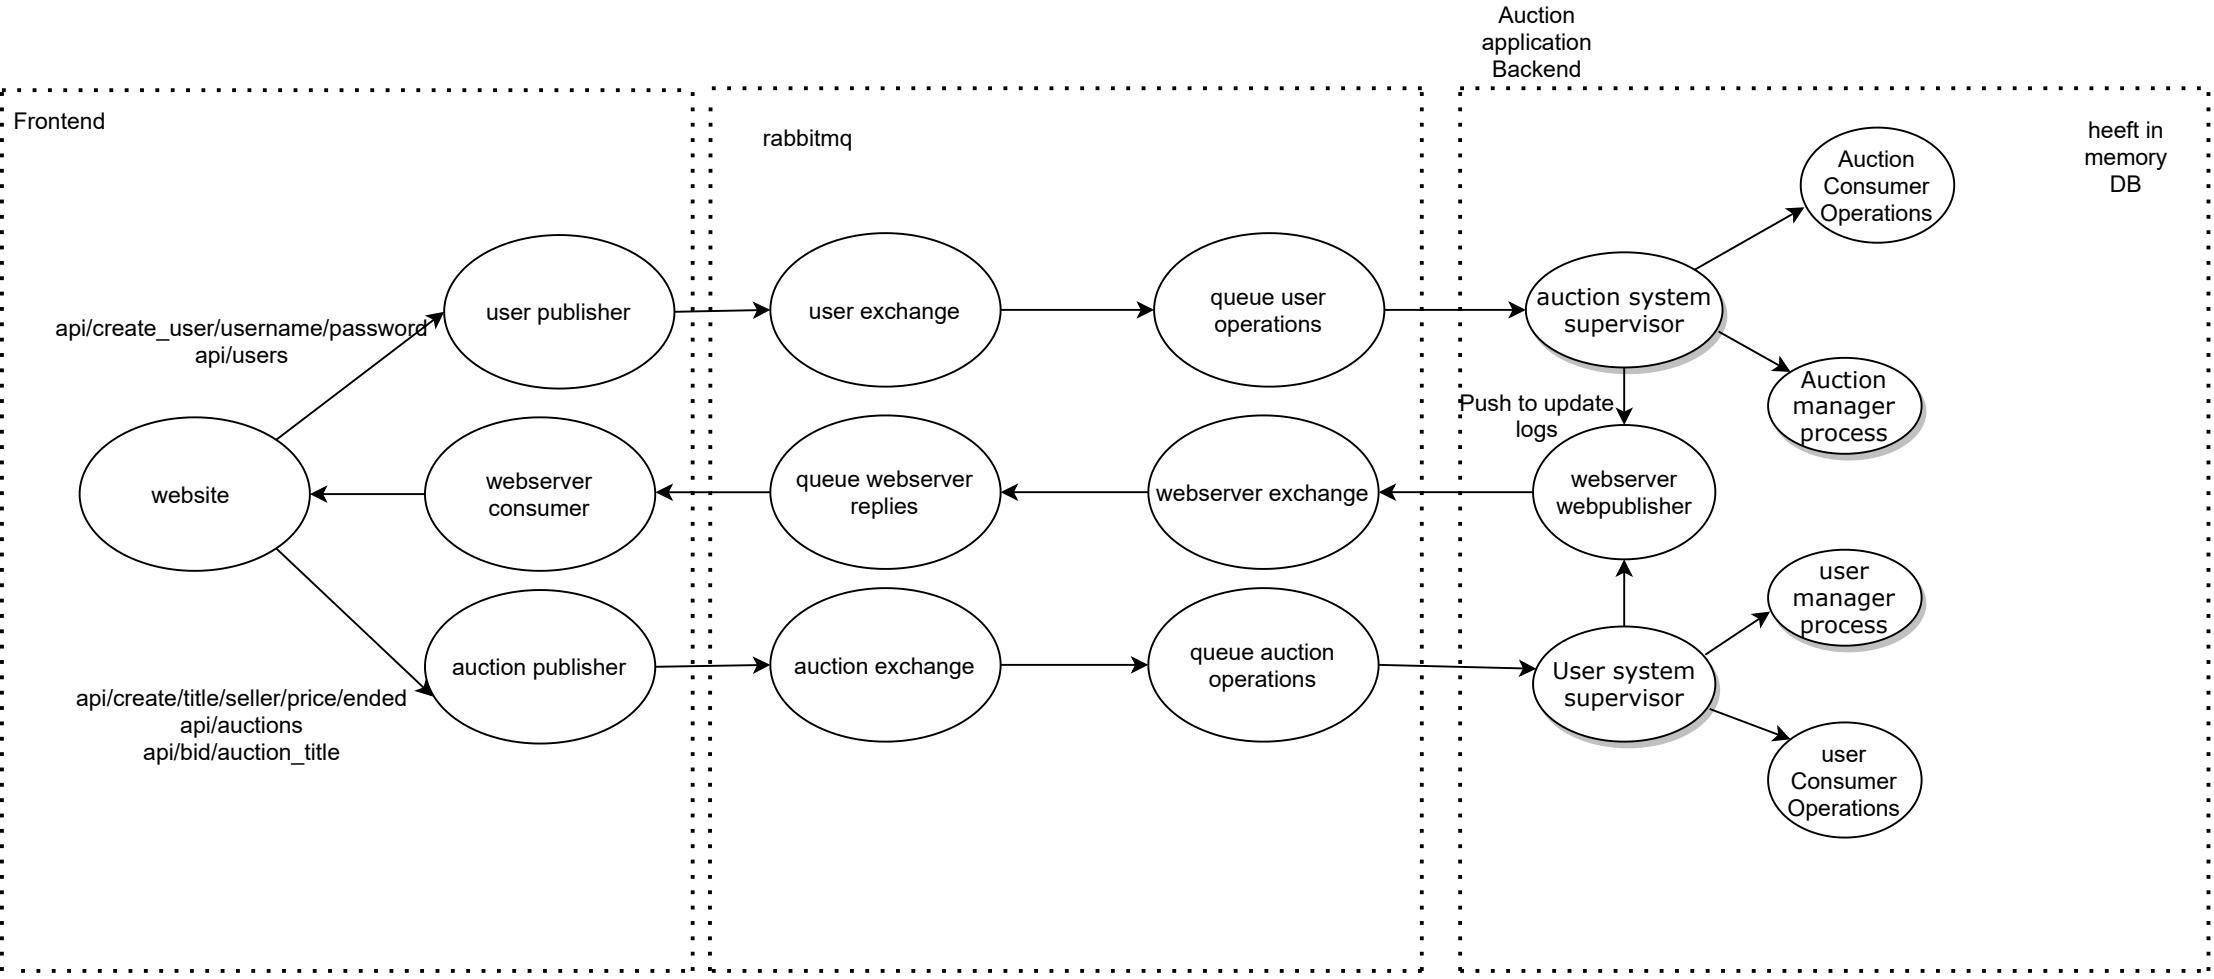 Auction
application
Backend
Frontend
rabbitmq
heeft in
memory
DB
Auction
Consumer
Operations
api/create_user/username/password
api/users
user publisher
user exchange
queue user
operations
auction system
supervisor
Auction
manager
process
Push to update
logs
website
webserver
consumer
queue webserver
replies
webserver exchange
webserver
webpublisher
user
manager
process
api/create/title/seller/price/ended
api/auctions
api/bid/auction_title
auction publisher
auction exchange
queue auction
operations
User system
supervisor
user
Consumer
Operations